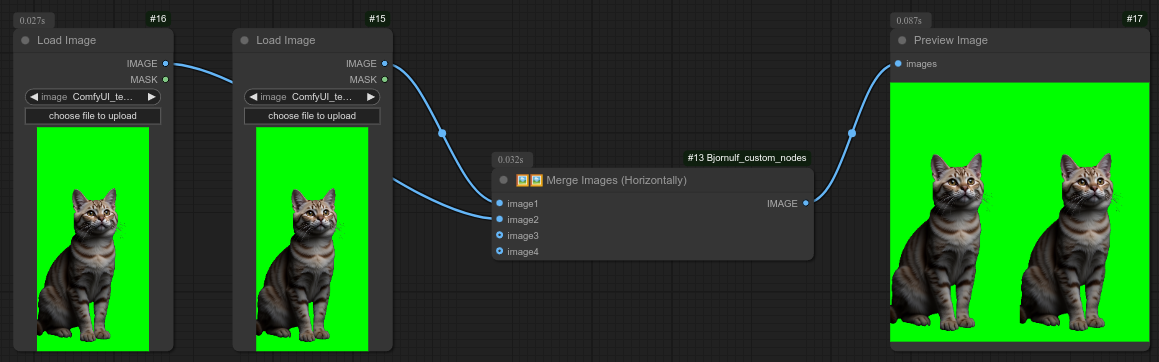 0.027s
#16
Load Image
IMAGE
MASK
image ComfyUI_te...
choose file to upload
#15
Load Image
IMAGE
MASK
image ComfyUI_te...
choose file to upload
0.032s
#13 Bjornulf_custom_nodes
Merge Images (Horizontally)
image1
IMAGE
image2
image3
image4
0.087s
#17
Preview Image
images